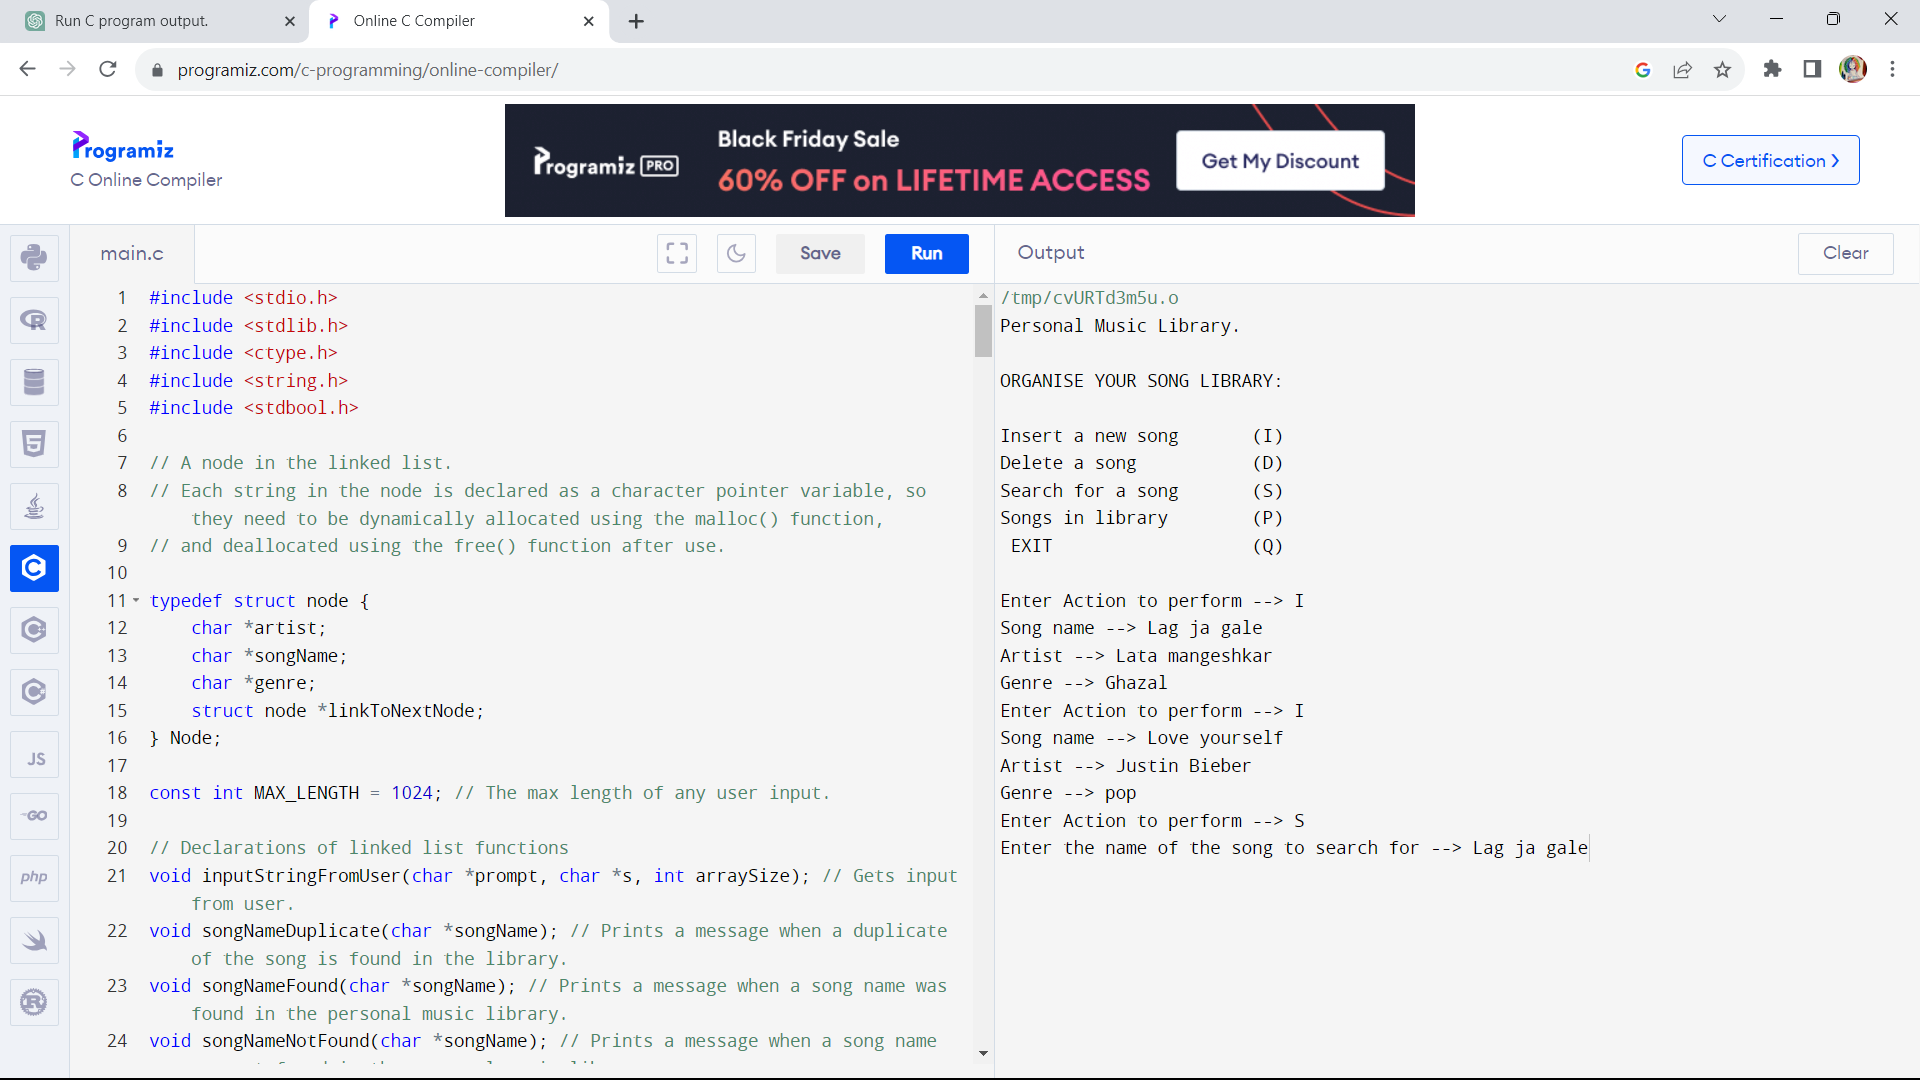 Run C program output.
Online C Compiler
programiz.com/c-programming/online-compiler/
Programiz
C Online Compiler
Programiz PRO
Black Friday Sale
60% OFF on LIFETIME ACCESS
Get My Discount
C Certification
main.c
Save
Run
Output
Clear
JS
GO
php
1 #include <stdio.h>
2 #include <stdlib.h>
3 #include <ctype.h>
4 #include <string.h>
5 #include <stdbool.h>
6
7 // A node in the linked list.
8 // Each string in the node is declared as a character pointer variable, so
they need to be dynamically allocated using the malloc() function,
9 // and deallocated using the free() function after use.
10
11 typedef struct node {
12 char *artist;
13 char *songName;
14 char *genre;
15 struct node *linkToNextNode;
16 } Node;
17
18 const int MAX_LENGTH = 1024; // The max length of any user input.
19
20 // Declarations of linked list functions
21 void inputStringFromUser(char *prompt, char *s, int arraySize); // Gets input
from user.
22 void songNameDuplicate(char *songName); // Prints a message when a duplicate
of the song is found in the library.
23 void songNameFound(char *songName); // Prints a message when a song name was
found in the personal music library.
24 void songNameNotFound(char *songName); // Prints a message when a song name
/tmp/cvURTd3m5u.o
Personal Music Library.
ORGANISE YOUR SONG LIBRARY:
Insert a new song (I)
Delete a song (D)
Search for a song (S)
Songs in library (P)
EXIT (Q)
Enter Action to perform --> I
Song name --> Lag ja gale
Artist --> Lata mangeshkar
Genre --> Ghazal
Enter Action to perform --> I
Song name --> Love yourself
Artist --> Justin Bieber
Genre --> pop
Enter Action to perform --> S
Enter the name of the song to search for --> Lag ja gale